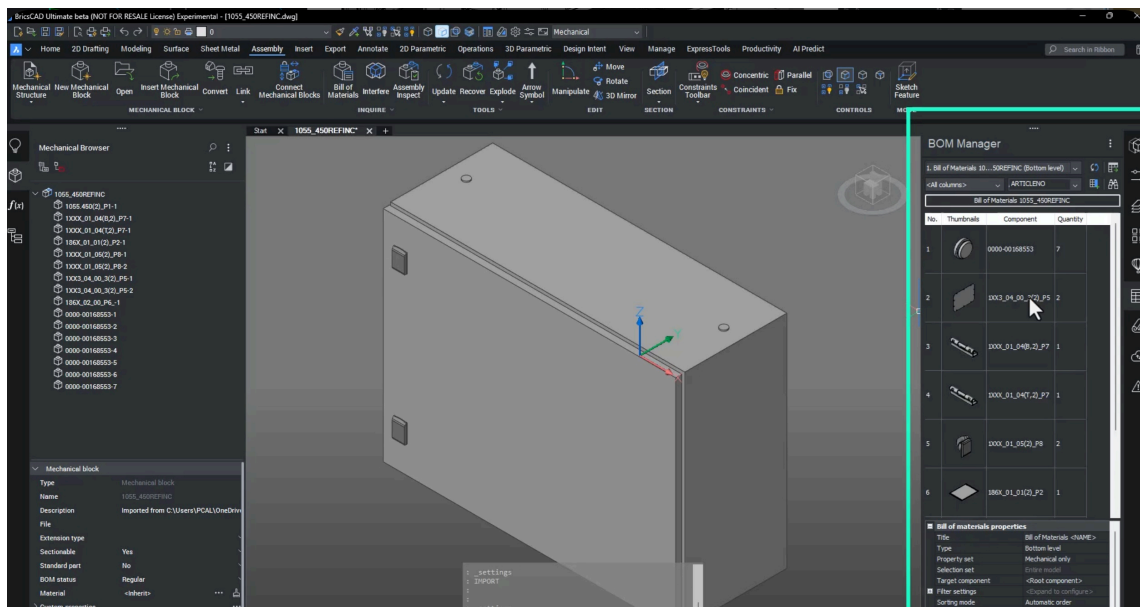 BricsCAD Ultimate beta (NOT FOR RESALE License) Experimental - [1055_450REFINC.dwg]
0
Mechanical
Home 2D Drafting Modeling Surface Sheet Metal Assembly Insert Export Annotate 2D Parametric Operations 3D Parametric Design Intent View Manage ExpressTools Productivity AI Predict
Search in Ribbon
Mechanical Structure
New Mechanical Block
Open
Insert Mechanical Block
Convert
Link
Connect Mechanical Blocks
Bill of Materials
Interfere
Assembly Inspect
Update
Recover
Explode
Arrow Symbol
Manipulate
Move
Rotate
3D Mirror
Section
Constraints Toolbar
Concentric
Parallel
Coincident
Fix
Sketch Feature
MECHANICAL BLOCK
INQUIRE
TOOLS
EDIT
SECTION
CONSTRAINTS
CONTROLS
Start
1055_450REFINC*
Mechanical Browser
f(x)
1055_450REFINC
1055.450(2)_P1-1
1XXX_01_04(B,2)_P7-1
1XXX_01_04(T,2)_P7-1
186X_01_01(2)_P2-1
1XXX_01_05(2)_P8-1
1XXX_01_05(2)_P8-2
1XX3_04_00_3(2)_P5-1
1XX3_04_00_3(2)_P5-2
186X_02_00_P6_-1
0000-00168553-1
0000-00168553-2
0000-00168553-3
0000-00168553-4
0000-00168553-5
0000-00168553-6
0000-00168553-7
Mechanical block
Type Mechanical block
Name 1055_450REFINC
Description Imported from C:\Users\PCAL\OneDriv
File
Extension type
Sectionable Yes
Standard part No
BOM status Regular
Material <Inherit>
Custom properties
Z
: _settings
: IMPORT
:
:
BOM Manager
1. Bill of Materials 10...50REFINC (Bottom level)
<All columns>
ARTICLENO
Bill of Materials 1055_450REFINC
No. Thumbnails Component Quantity
1 0000-00168553 7
2 1XX3_04_00_3(2)_P5 2
3 1XXX_01_04(B,2)_P7 1
4 1XXX_01_04(T,2)_P7 1
5 1XXX_01_05(2)_P8 2
6 186X_01_01(2)_P2 1
Bill of materials properties
Title Bill of Materials <NAME>
Type Bottom level
Property set Mechanical only
Selection set Entire model
Target component <Root component>
Filter settings <Expand to configure>
Sorting mode Automatic order